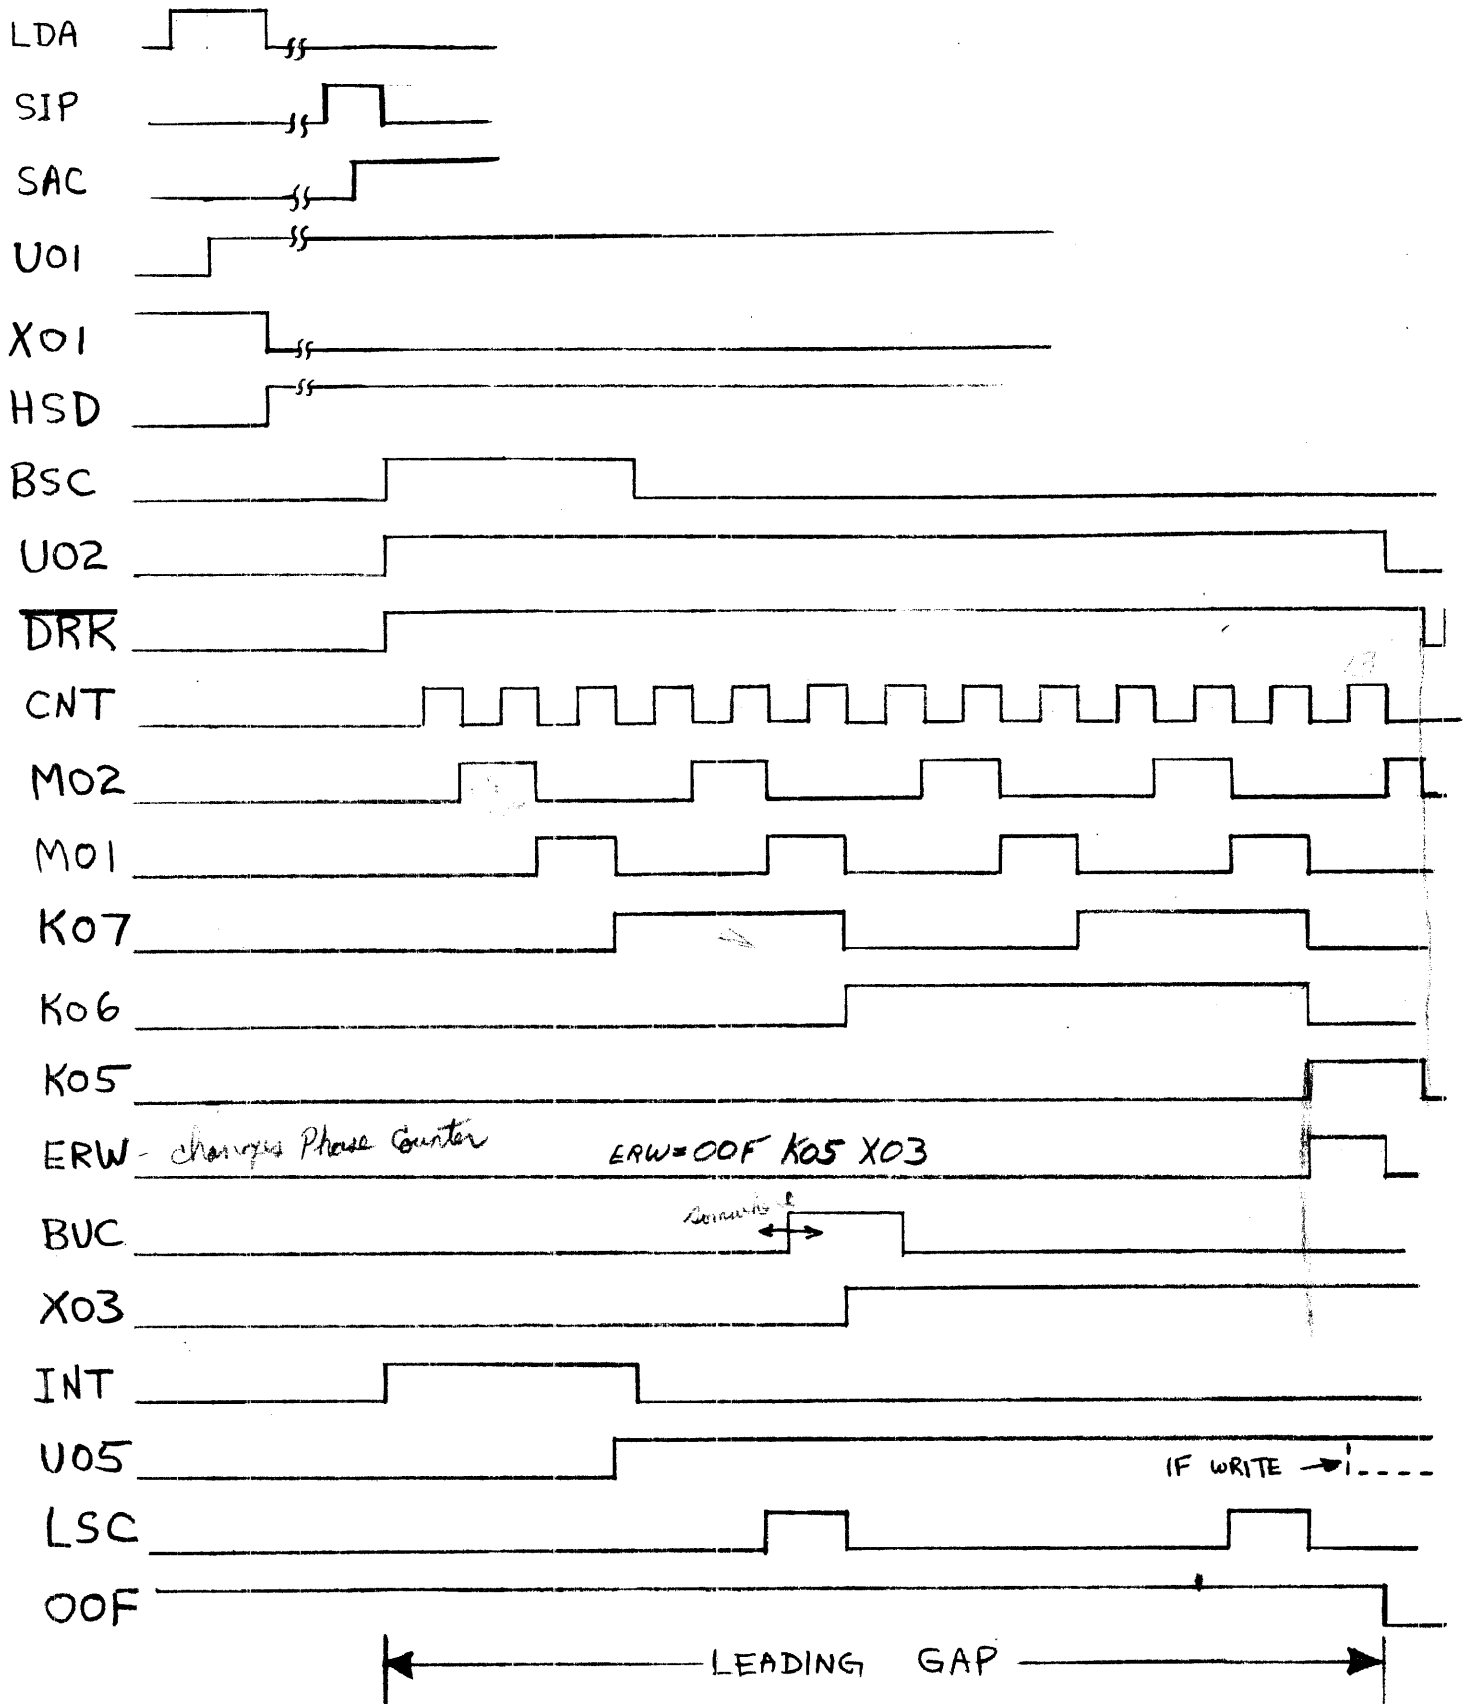 LDA
SIP
SAC
U01
X01
HSD
BSC
U02
D̅R̅K̅
CNT
M02
M01
K07
K06
K05
ERW - changes Phase Counter ERW=OOF K05 X03
BUC
X03
INT
U05 IF WRITE
LSC
OOF
LEADING GAP